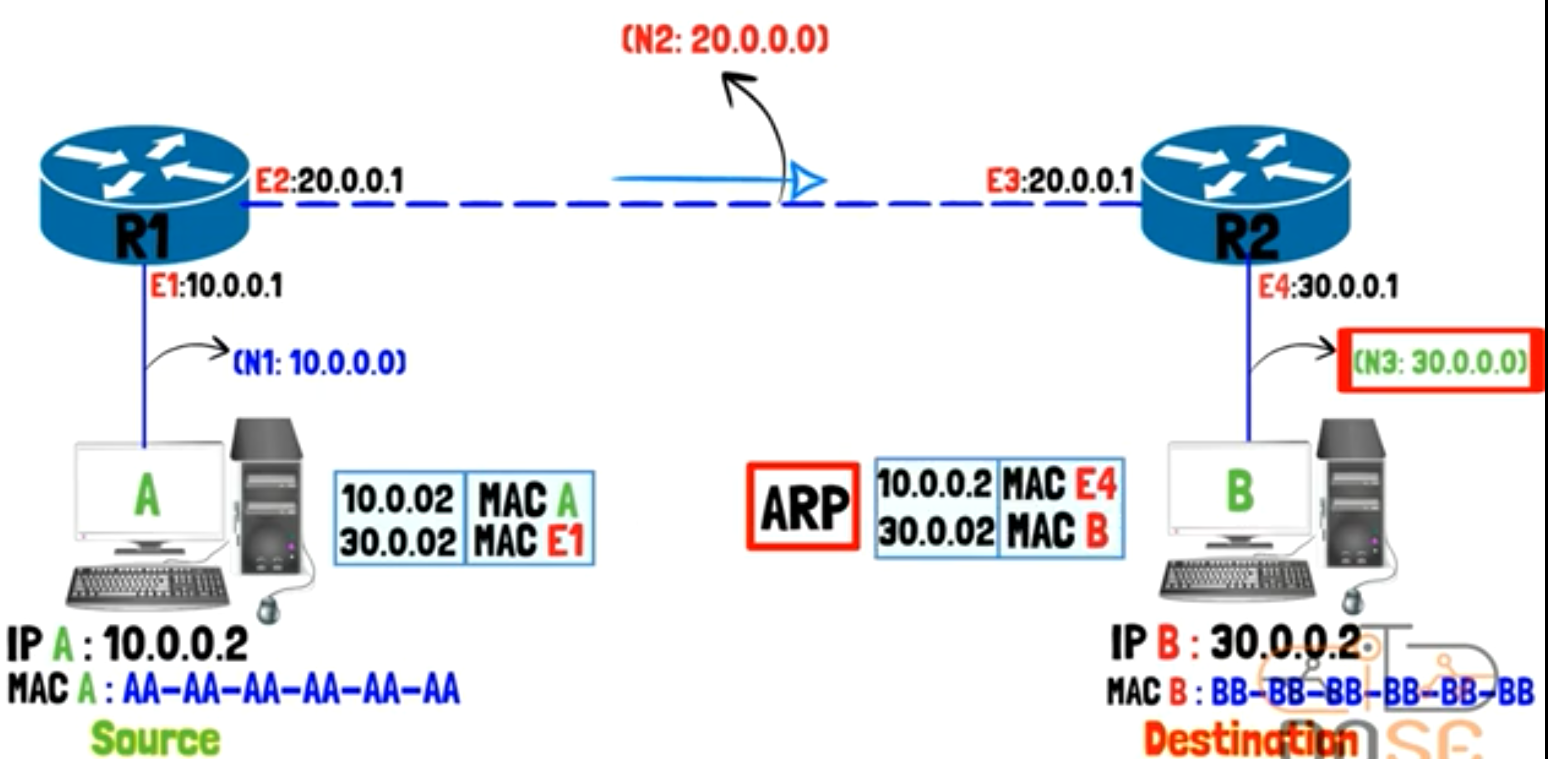 (N2: 20.0.0.0)
E2:20.0.0.1
E3:20.0.0.1
R1
R2
E1:10.0.0.1
E4:30.0.0.1
(N1: 10.0.0.0)
(N3: 30.0.0.0)
A
10.0.02 MAC A
30.0.02 MAC E1
ARP
10.0.0.2 MAC E4
30.0.02 MAC B
B
IP A : 10.0.0.2
MAC A : AA-AA-AA-AA-AA-AA
Source
IP B : 30.0.0.2
MAC B : BB-BB-BB-BB-BB-BB
Destination